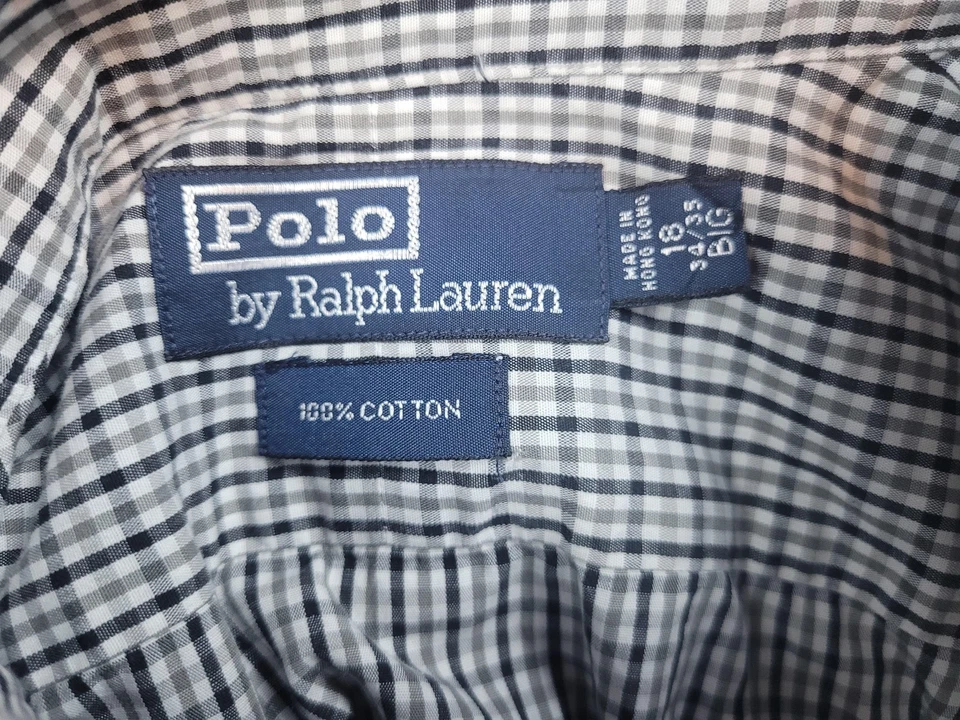 Polo
by Ralph Lauren
MADE IN
HONG KONG
18
34/35
BIG
100% COTTON